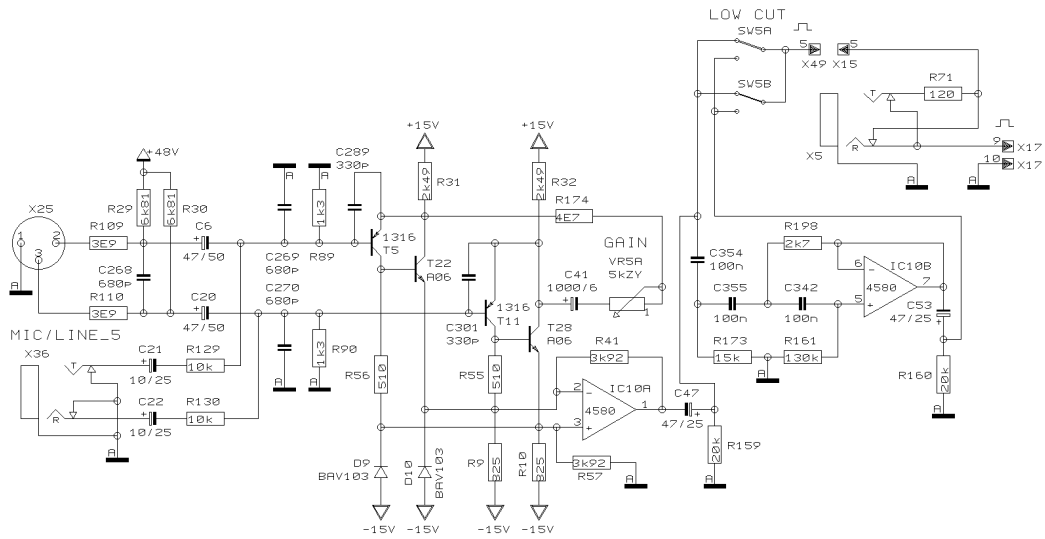 LOW CUT
SW5A
5
5
X49
X15
SW5B
R71
120
T
R
X5
9
X17
10
X17
A
A
+15V
+15V
+48V
C289
330p
A
A
R31
2k49
R32
2k49
R174
4E7
X25
1
2
3
R109
3E9
R29
6k81
R30
6k81
C6
+
47/50
C269
680p
1k3
R89
1316
T5
T22
A06
GAIN
VR5A
5kZY
1
C41
+
1000/6
C354
100n
R198
2k7
C268
680p
C355
100n
C342
100n
IC10B
6
5
7
4580
−
+
C53
47/25
+
A
R110
3E9
C20
+
47/50
C270
680p
1316
T11
C301
330p
T28
A06
MIC/LINE_5
X36
T
R
C21
+
10/25
R129
10k
A
1k3
R90
A
R56
510
R55
510
R41
3k92
IC10A
2
3
1
4580
−
+
C47
+
47/25
R173
15k
R161
130k
A
R160
20k
A
C22
+
10/25
R130
10k
A
D9
BAV103
D10
BAV103
R9
825
R10
825
3k92
R57
A
20k
R159
A
-15V
-15V
-15V
-15V